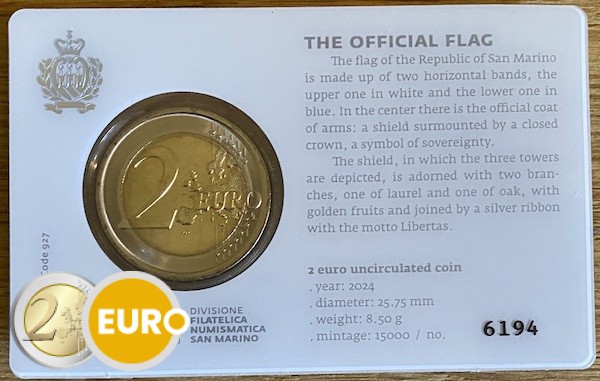 THE OFFICIAL FLAG
The flag of the Republic of San Marino
is made up of two horizontal bands, the
upper one in white and the lower one in
blue. In the center there is the official coat
of arms: a shield surmounted by a closed
crown, a symbol of sovereignty.
The shield, in which the three towers
are depicted, is adorned with two bran-
ches, one of laurel and one of oak, with
golden fruits and joined by a silver ribbon
with the motto Libertas.
2 euro uncirculated coin
. year: 2024
. diameter: 25.75 mm
. weight: 8.50 g
. mintage: 15000 / no. 6194
2 EURO
Code 927
DIVISIONE
FILATELICA
NUMISMATICA
SAN MARINO
2
EURO